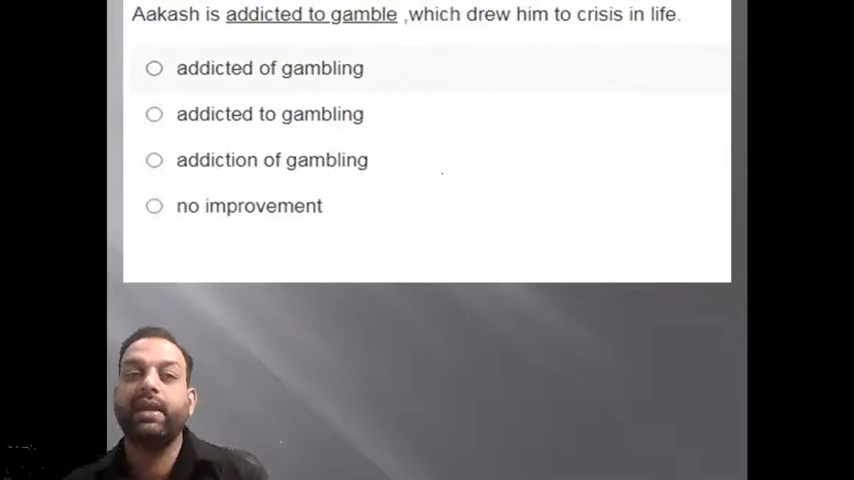 Aakash is addicted to gamble ,which drew him to crisis in life.
addicted of gambling
addicted to gambling
addiction of gambling
no improvement